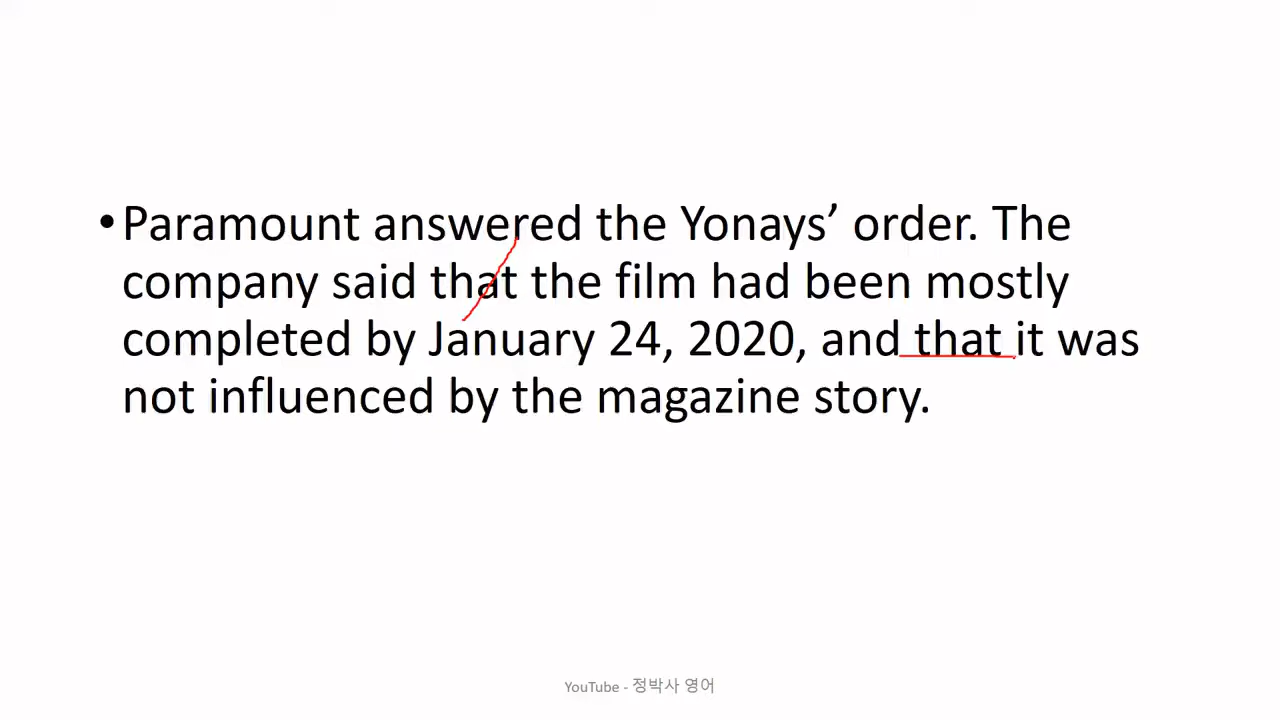 •Paramount answered the Yonays’ order. The
company said that the film had been mostly
completed by January 24, 2020, and that it was
not influenced by the magazine story.
YouTube - 정박사 영어